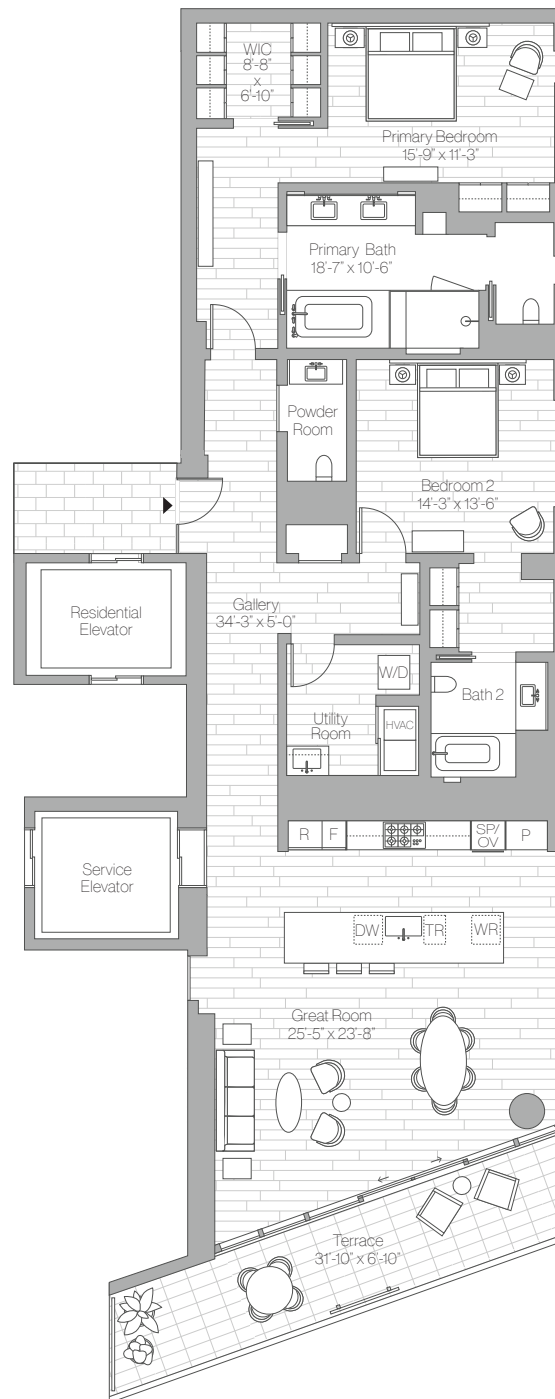 WIC
8'-8"
x
6'-10"
Primary Bedroom
15'-9" x 11'-3"
Primary Bath
18'-7" x 10'-6"
Powder
Room
Bedroom 2
14'-3" x 13'-6"
Residential
Elevator
Gallery
34'-3" x 5'-0"
W/D
Utility
Room
HVAC
Bath 2
Service
Elevator
R F SP/
OV P
DW TR WR
Great Room
25'-5" x 23'-8"
Terrace
31'-10" x 6'-10"